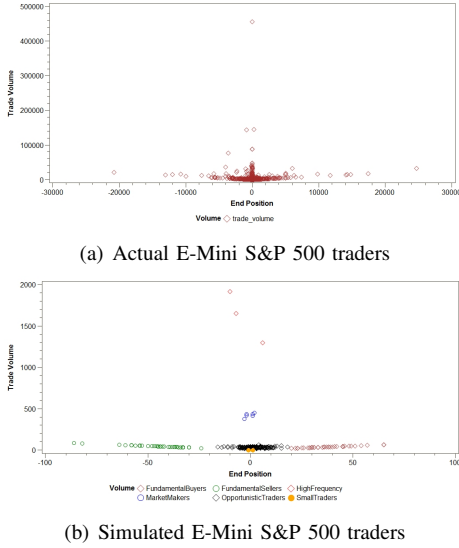 500000
400000
300000
200000
100000
0
Trade Volume
-30000 -20000 -10000 0 10000 20000 30000
End Position
Volume trade_volume
(a) Actual E-Mini S&P 500 traders
2000
1500
1000
500
0
Trade Volume
-100 -50 0 50 100
End Position
Volume FundamentalBuyers FundamentalSellers HighFrequency
MarketMakers OpportunisticTraders SmallTraders
(b) Simulated E-Mini S&P 500 traders